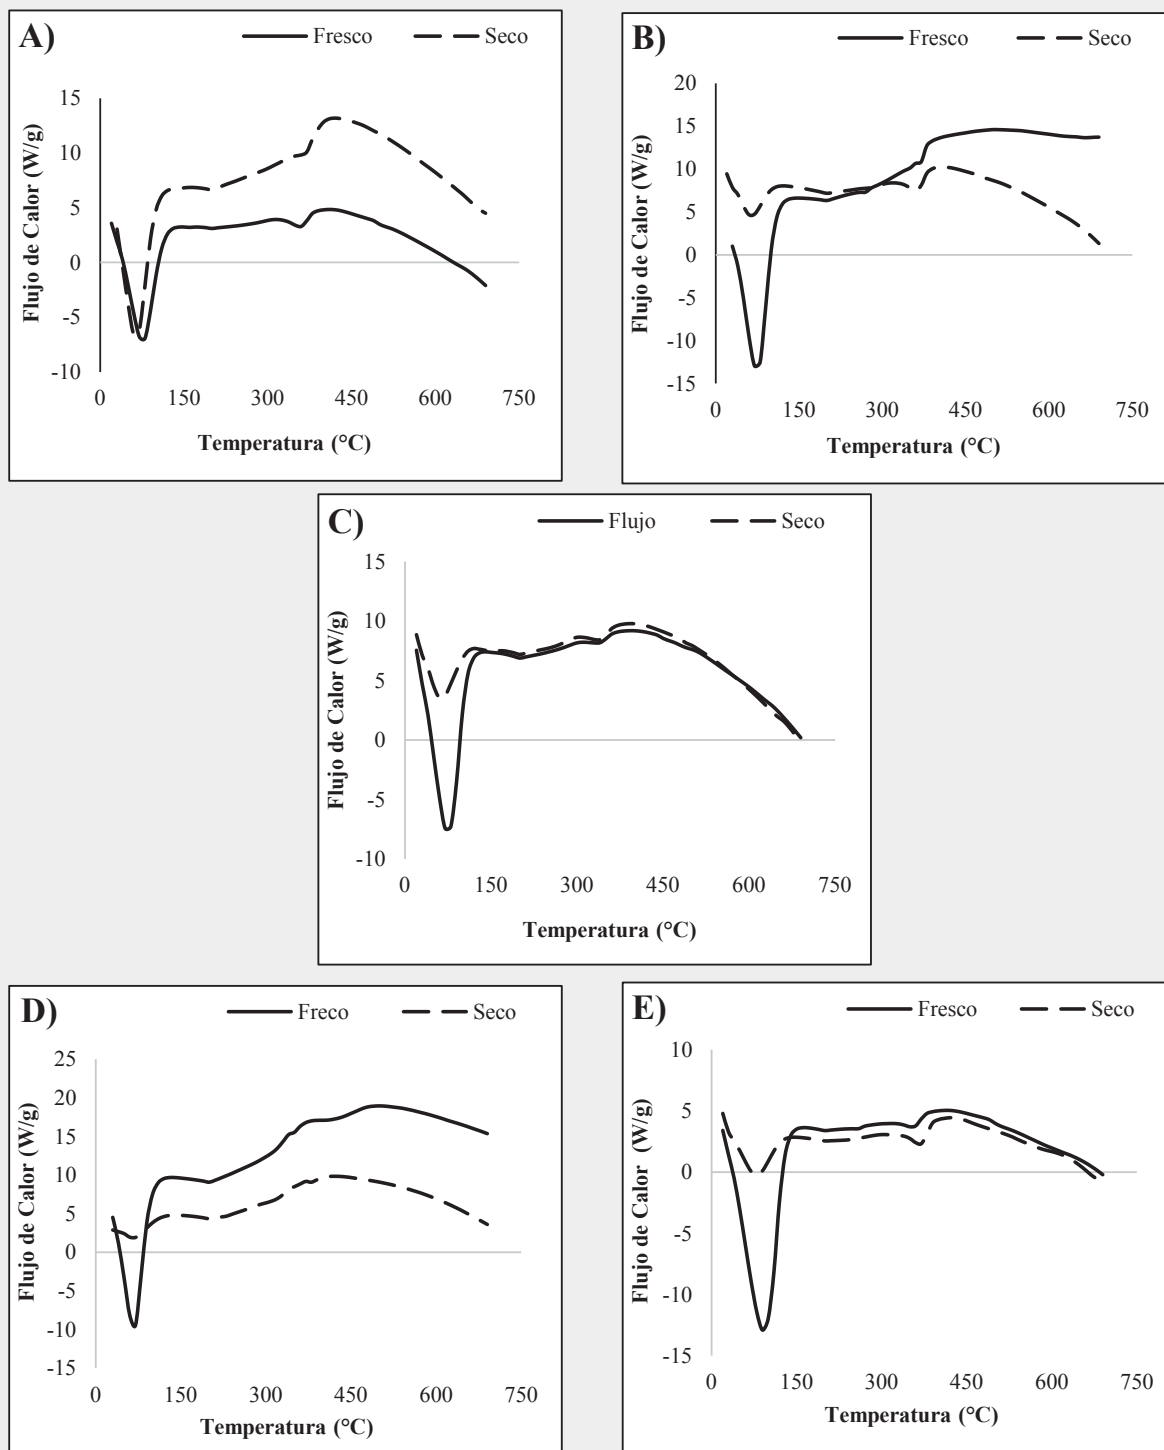 A)
Fresco Seco
Flujo de Calor (W/g)
15
10
5
0
-5
-10
0 150 300 450 600 750
Temperatura (°C)
B)
Fresco Seco
Flujo de Calor (W/g)
20
15
10
5
0
-5
-10
-15
0 150 300 450 600 750
Temperatura (°C)
C)
Flujo Seco
Flujo de Calor (W/g)
15
10
5
0
-5
-10
0 150 300 450 600 750
Temperatura (°C)
D)
Freco Seco
Flujo de Calor (W/g)
25
20
15
10
5
0
-5
-10
-15
0 150 300 450 600 750
Temperatura (°C)
E)
Fresco Seco
Flujo de Calor (W/g)
10
5
0
-5
-10
-15
0 150 300 450 600 750
Temperatura (°C)